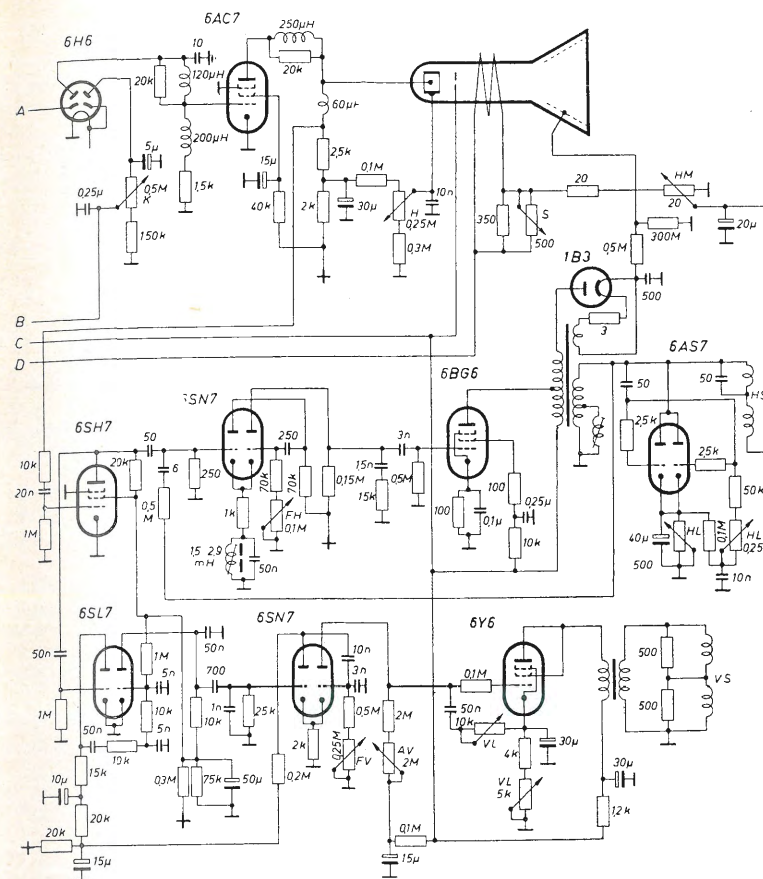 6H6
6AC7
250µH
10
20k
120µH
20k
A
60µH
200µH
5µ
15µ
2,5k
0,1M
0,25µ
0,5M
K
1,5k
40k
2k
30µ
H
0,25M
10n
150k
0,3M
350
S
500
20
HM
20
300M
20µ
0,5M
1B3
500
3
B
C
D
6AS7
6BG6
50
50
HS
6SH7
SN7
50
250
3n
2,5k
25k
10k
20k
6
250
70k
70k
0,15M
15n
15k
0,5M
100
0,25µ
50k
20n
0,5
M
1k
FH
0,1M
100
0,1µ
10k
40µ
500
HL
0,1M
HL
0,25
10n
1M
15 2.9
mH
50n
6SL7
6SN7
6Y6
50n
50n
10n
3n
0,1M
500
VS
500
1M
5n
700
1n
25k
0,5M
2M
50n
10k
VL
30µ
1M
50n
10k
5n
10k
10k
2k
0,25M
FV
AV
2M
4k
VL
5k
30µ
15k
10µ
0,3M
75k
50µ
0,2M
1,2k
20k
20k
15µ
0,1M
15µ